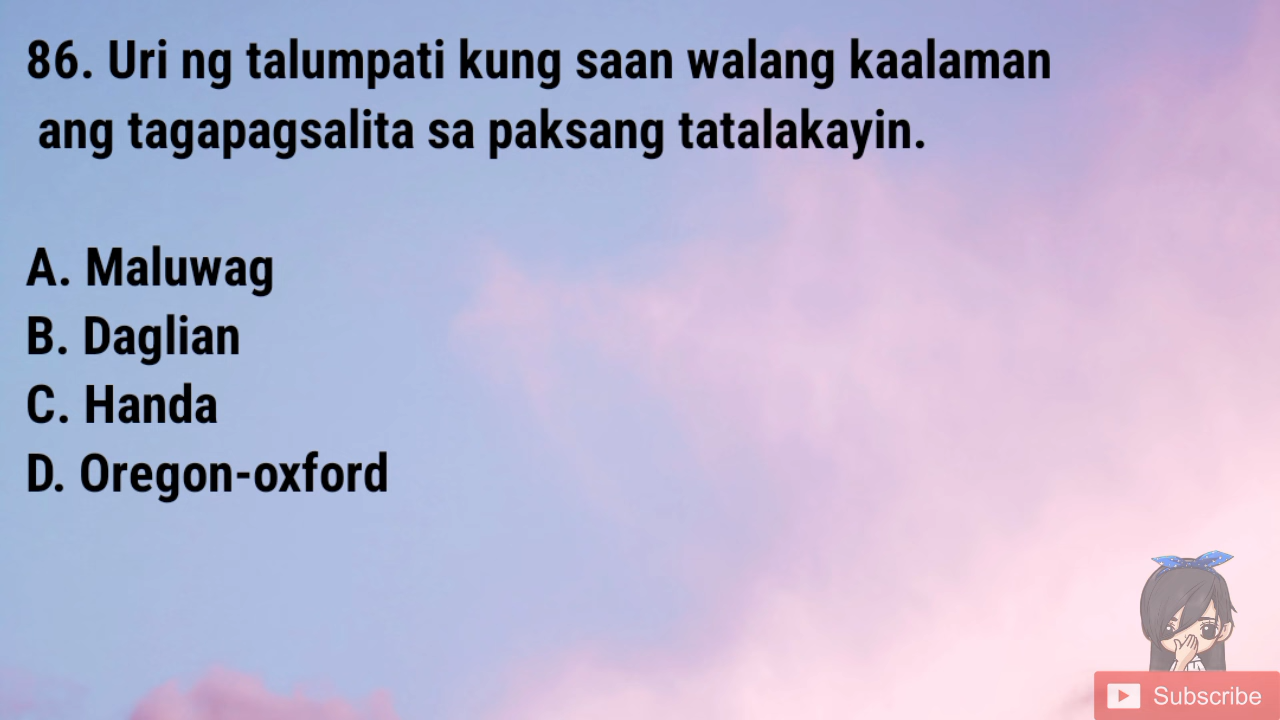 86. Uri ng talumpati kung saan walang kaalaman
ang tagapagsalita sa paksang tatalakayin.
A. Maluwag
B. Daglian
C. Handa
D. Oregon-oxford
Subscribe